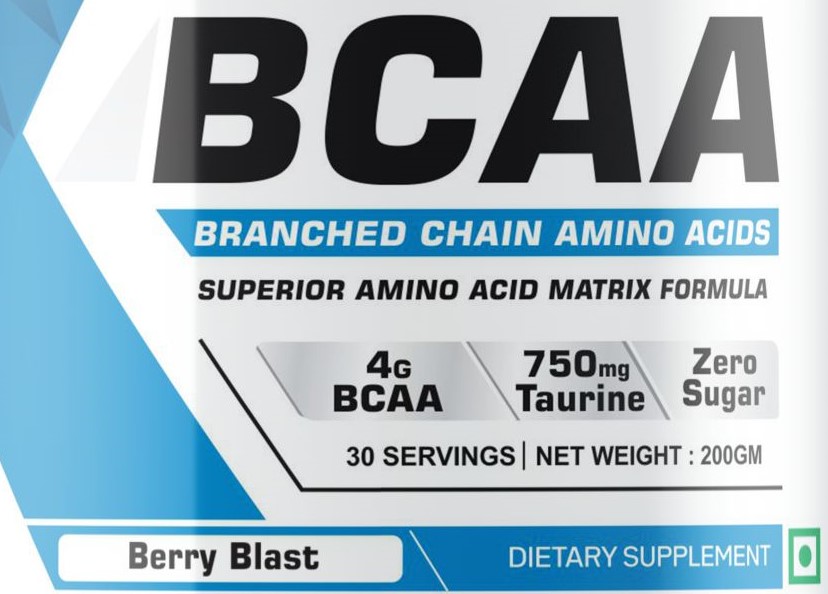 BCAA
BRANCHED CHAIN AMINO ACIDS
SUPERIOR AMINO ACID MATRIX FORMULA
4G
BCAA
750mg
Taurine
Zero
Sugar
30 SERVINGS | NET WEIGHT : 200GM
Berry Blast
DIETARY SUPPLEMENT